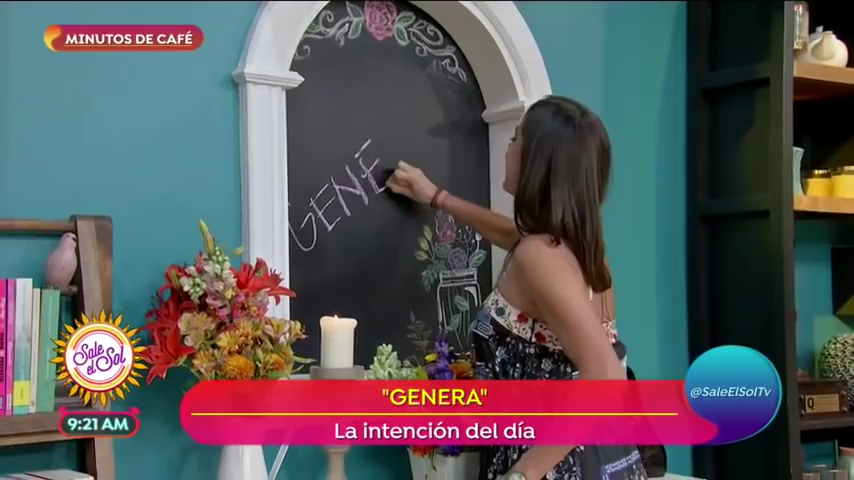 MINUTOS DE CAFÉ
GENE
Sale
el Sol
9:21 AM
"GENERA"
La intención del día
@SaleElSolTv